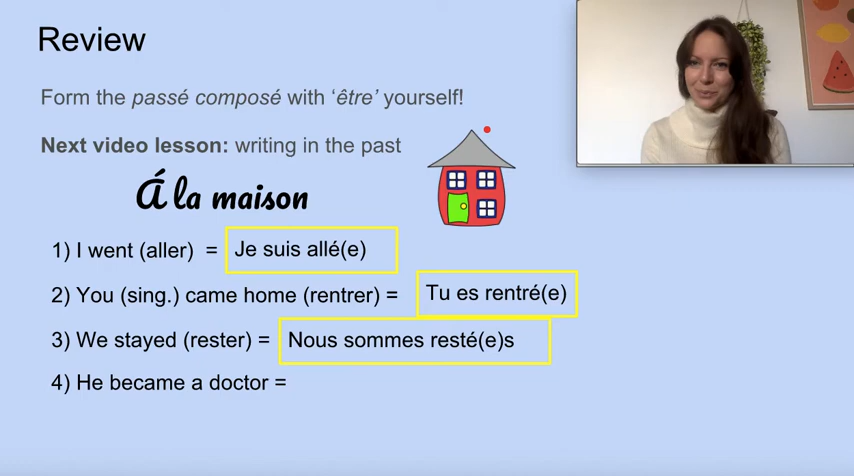 Review
Form the passé composé with ‘être’ yourself!
Next video lesson: writing in the past
Á la maison
1) I went (aller) = Je suis allé(e)
2) You (sing.) came home (rentrer) = Tu es rentré(e)
3) We stayed (rester) = Nous sommes resté(e)s
4) He became a doctor =